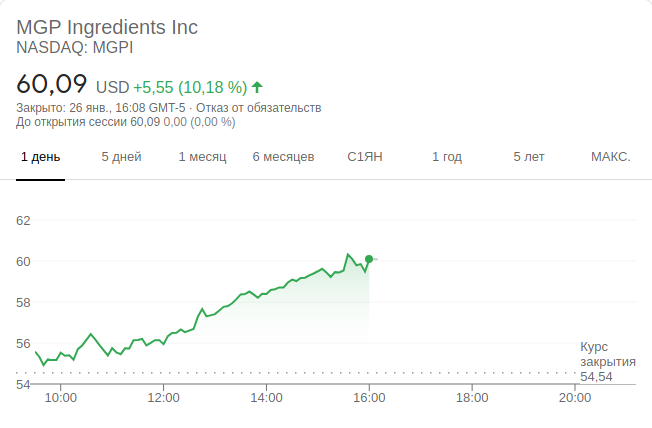 MGP Ingredients Inc
NASDAQ: MGPI
60,09 USD +5,55 (10,18 %)
Закрыто: 26 янв., 16:08 GMT-5 · Отказ от обязательств
До открытия сессии 60,09 0,00 (0,00 %)
1 день 5 дней 1 месяц 6 месяцев С1ЯН 1 год 5 лет МАКС.
62
60
58
56
54
Курс
закрытия
54,54
10:00 12:00 14:00 16:00 18:00 20:00